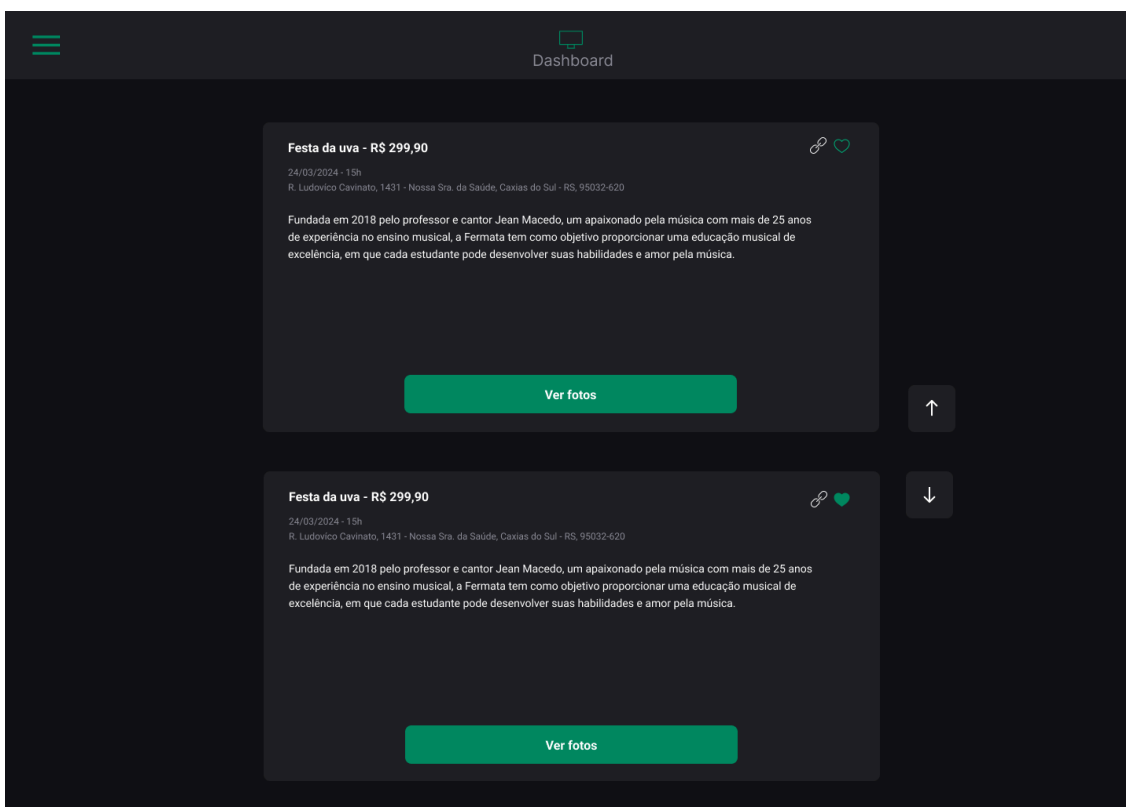 Dashboard
Festa da uva - R$ 299,90
24/03/2024 - 15h
R. Ludovico Cavinato, 1431 - Nossa Sra. da Saúde, Caxias do Sul - RS, 95032-620
Fundada em 2018 pelo professor e cantor Jean Macedo, um apaixonado pela música com mais de 25 anos
de experiência no ensino musical, a Fermata tem como objetivo proporcionar uma educação musical de
excelência, em que cada estudante pode desenvolver suas habilidades e amor pela música.
Ver fotos
Festa da uva - R$ 299,90
24/03/2024 - 15h
R. Ludovico Cavinato, 1431 - Nossa Sra. da Saúde, Caxias do Sul - RS, 95032-620
Fundada em 2018 pelo professor e cantor Jean Macedo, um apaixonado pela música com mais de 25 anos
de experiência no ensino musical, a Fermata tem como objetivo proporcionar uma educação musical de
excelência, em que cada estudante pode desenvolver suas habilidades e amor pela música.
Ver fotos